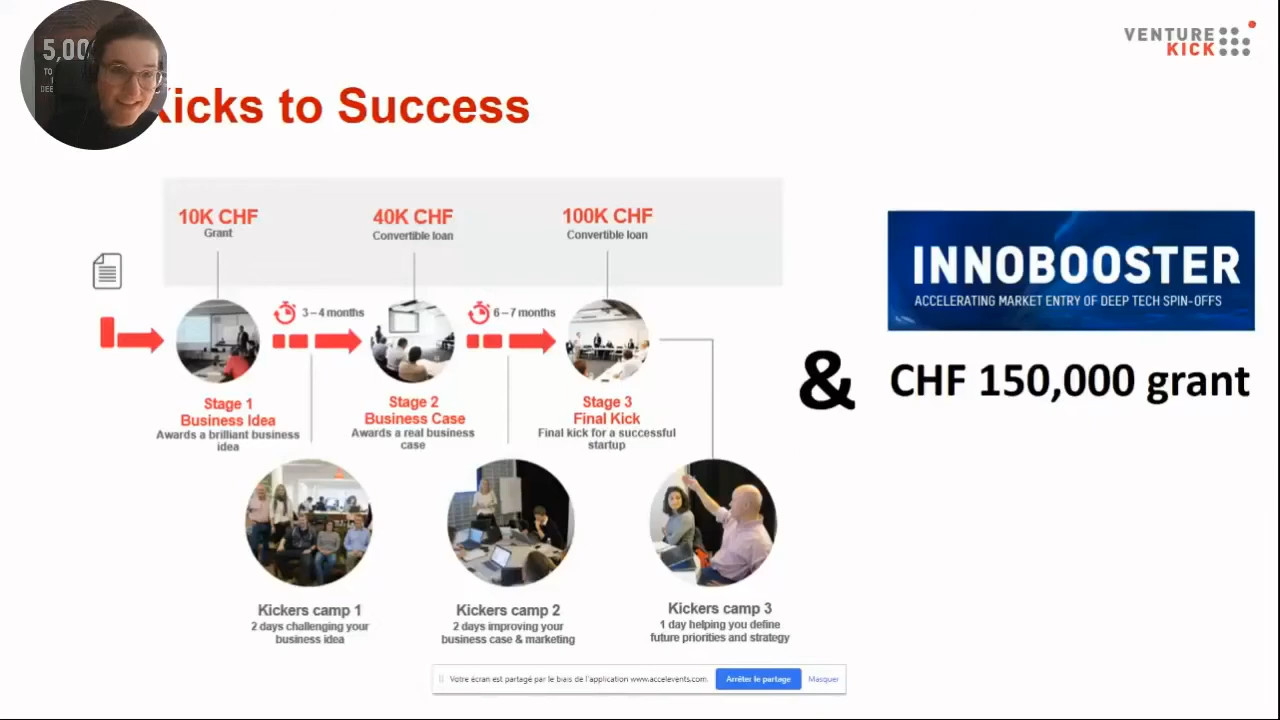 5,00
TO
DEE
VENTURE
KICK
Kicks to Success
10K CHF
Grant
40K CHF
Convertible loan
100K CHF
Convertible loan
3 – 4 months
6 – 7 months
Stage 1
Business Idea
Awards a brilliant business
idea
Stage 2
Business Case
Awards a real business
case
Stage 3
Final Kick
Final kick for a successful
startup
INNOBOOSTER
ACCELERATING MARKET ENTRY OF DEEP TECH SPIN-OFFS
& CHF 150,000 grant
Kickers camp 1
2 days challenging your
business idea
Kickers camp 2
2 days improving your
business case & marketing
Kickers camp 3
1 day helping you define
future priorities and strategy
Votre écran est partagé par le biais de l'application www.accelevents.com.
Arrêter le partage
Masquer